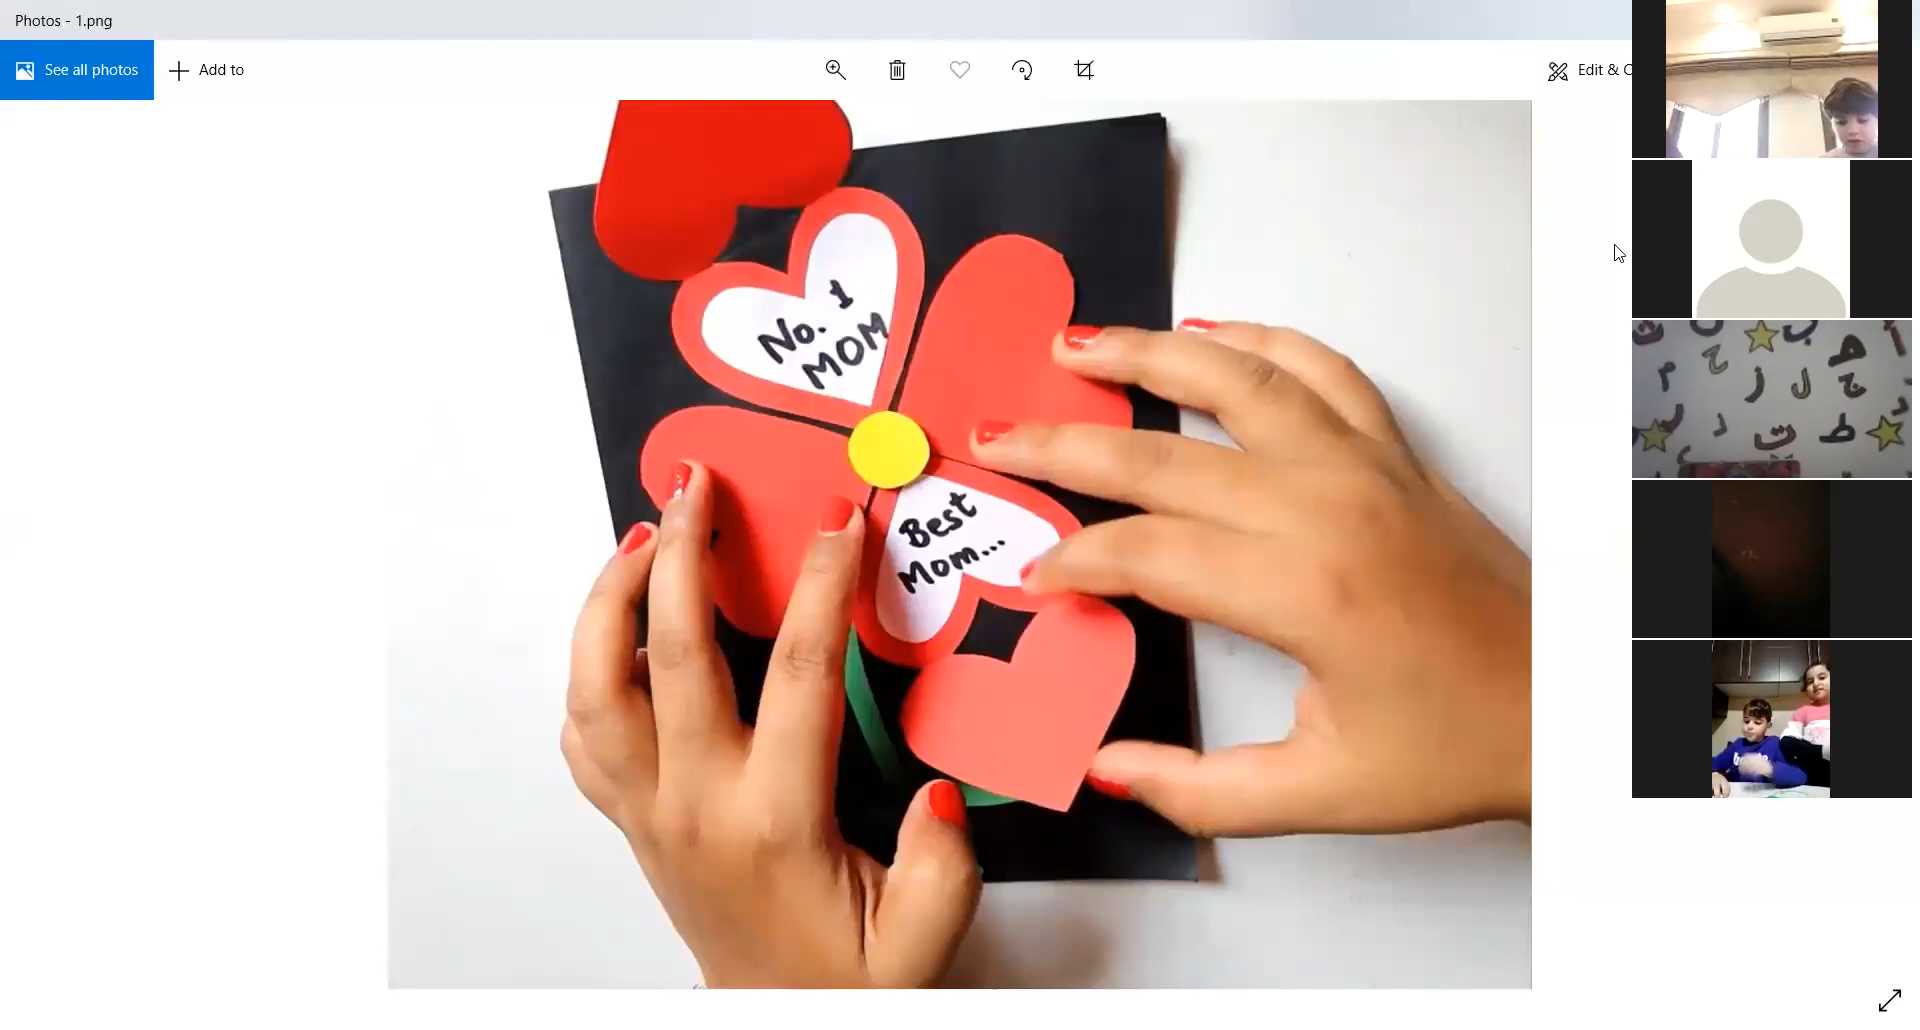 Photos - 1.png
See all photos
Add to
Edit & C
No. 1
MOM
Best
Mom...
أ
ب
ح
ج
م
ز
ل
ج
ر
د
ط
ت